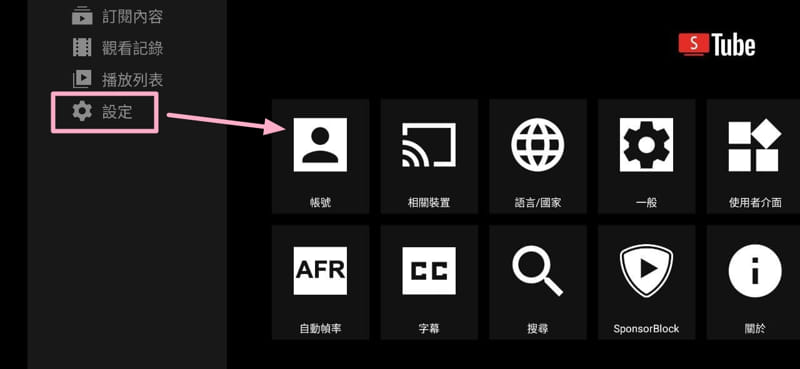 訂閱內容
觀看記錄
播放列表
設定
S Tube
帳號
相關裝置
語言/國家
一般
使用者介面
AFR
CC
自動幀率
字幕
搜尋
SponsorBlock
關於